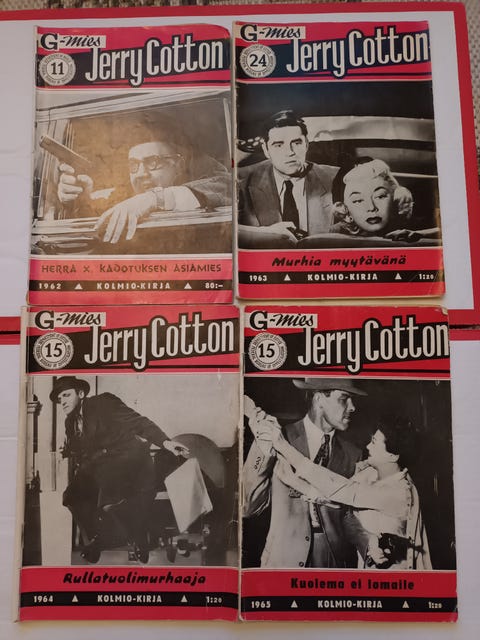 G-mies
11
Jerry Cotton
HERRA X. KADOTUKSEN ASIAMIES
1962 ▲ KOLMIO-KIRJA ▲ 80:—
G-mies
24
Jerry Cotton
Murhia myytävänä
1963 ▲ KOLMIO-KIRJA ▲ 1:20
G-mies
15
Jerry Cotton
Rullatuolimurhaaja
1964 ▲ KOLMIO-KIRJA ▲ 1:20
G-mies
15
Jerry Cotton
Kuolema ei lomaile
1965 ▲ KOLMIO-KIRJA ▲ 1:20